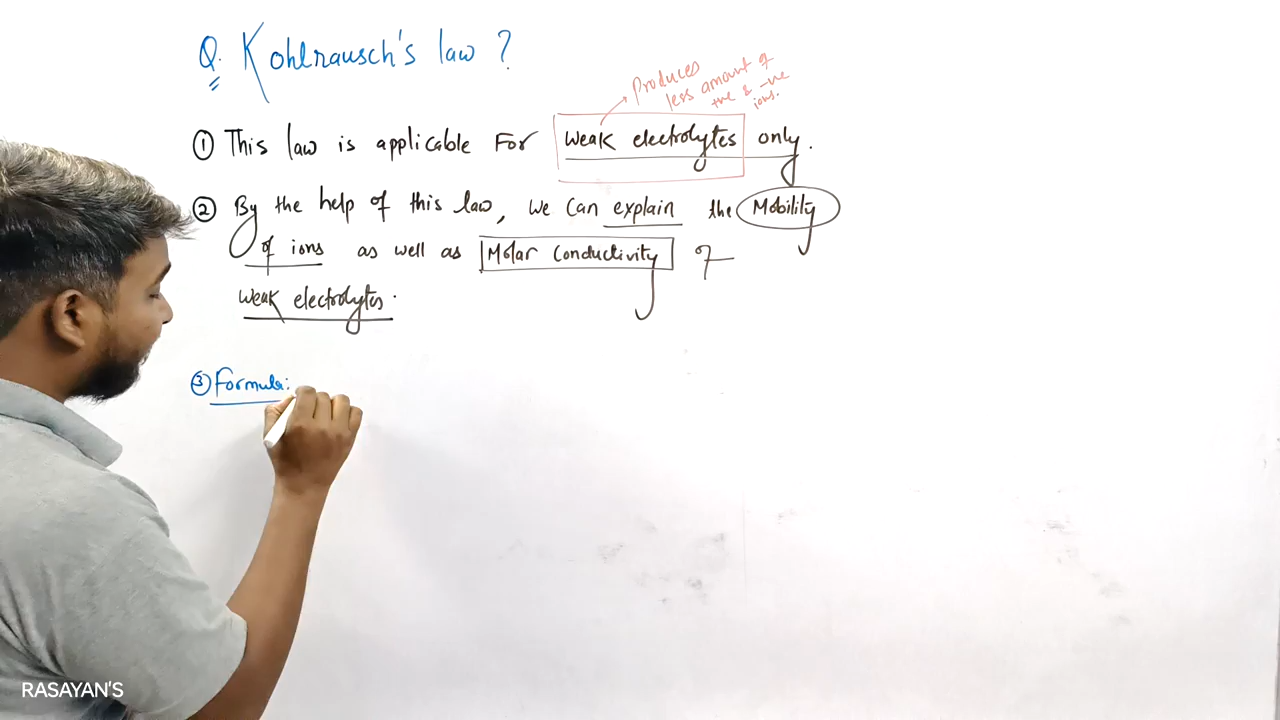 Q. Kohlrausch's law ?
Produces
less amount of
+ve & -ve
ions.
① This law is applicable For Weak electrolytes only.
② By the help of this law, We Can explain the Mobility
of ions as well as Molar Conductivity of
Weak electrolytes.
③ Formula:
RASAYAN'S